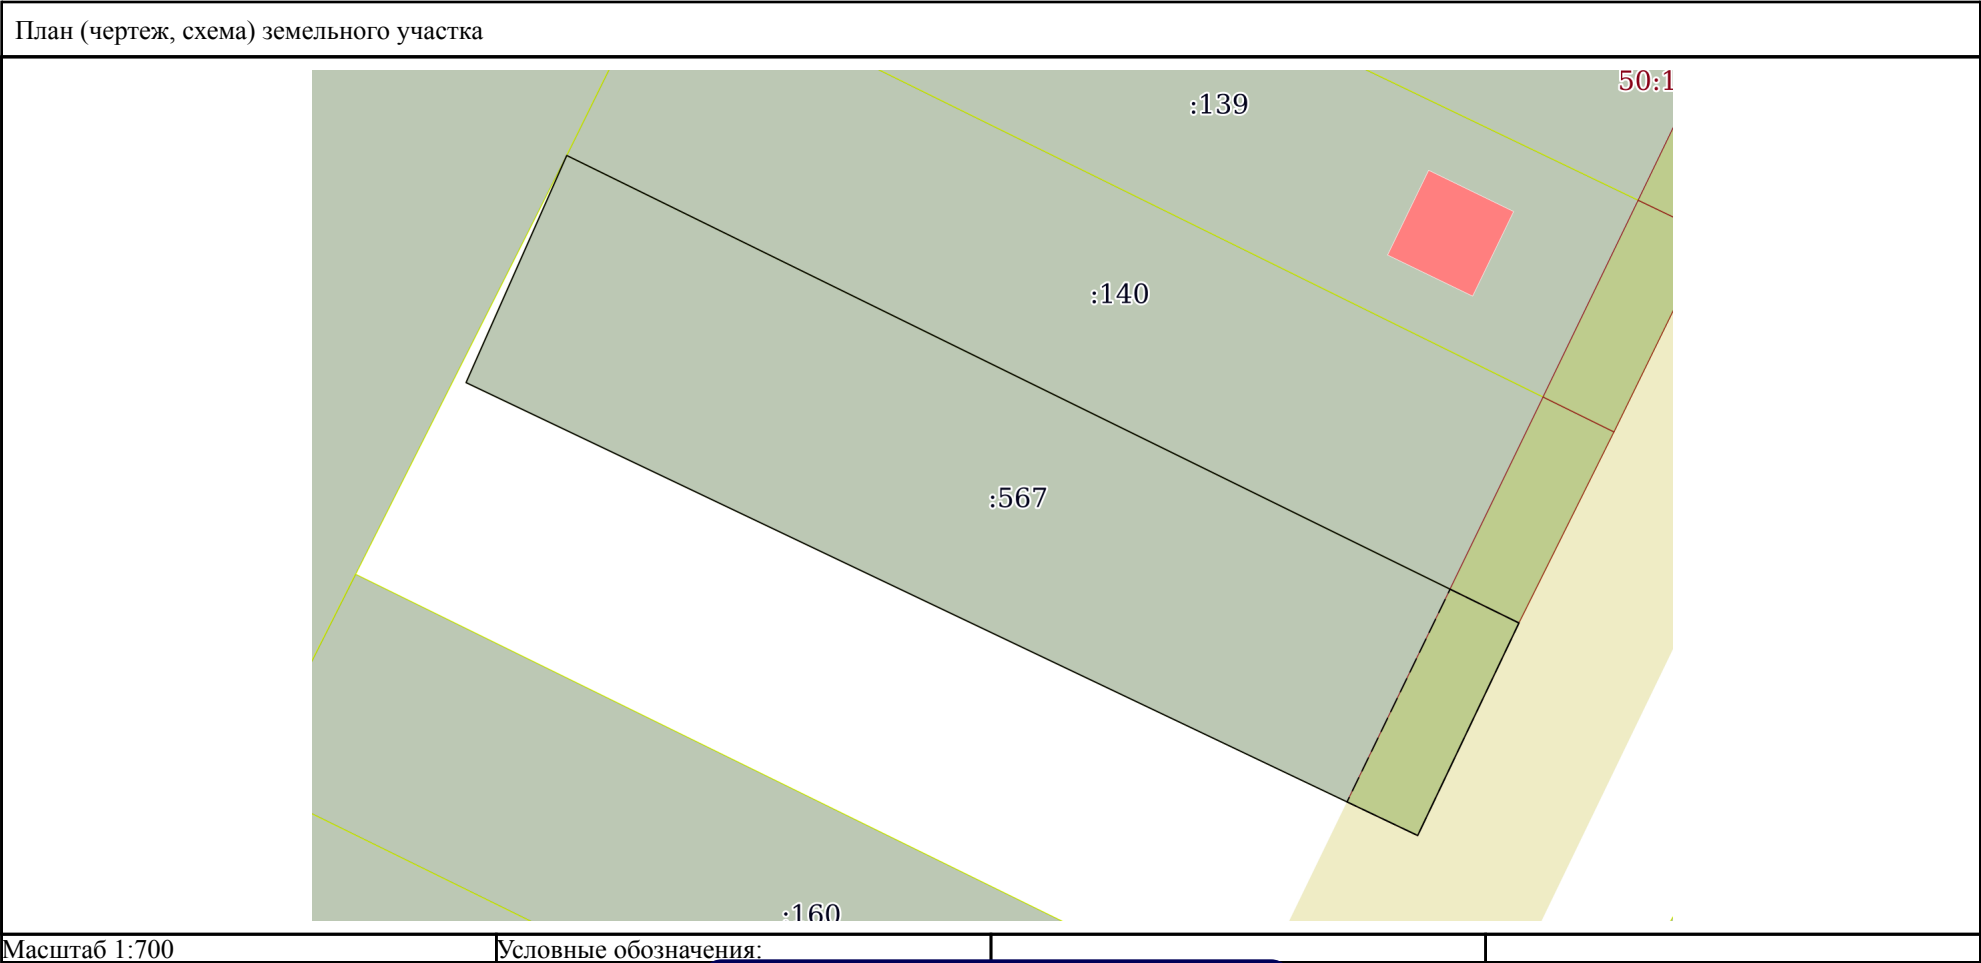 План (чертеж, схема) земельного участка
50:1
:139
:140
:567
:160
Масштаб 1:700
Условные обозначения: